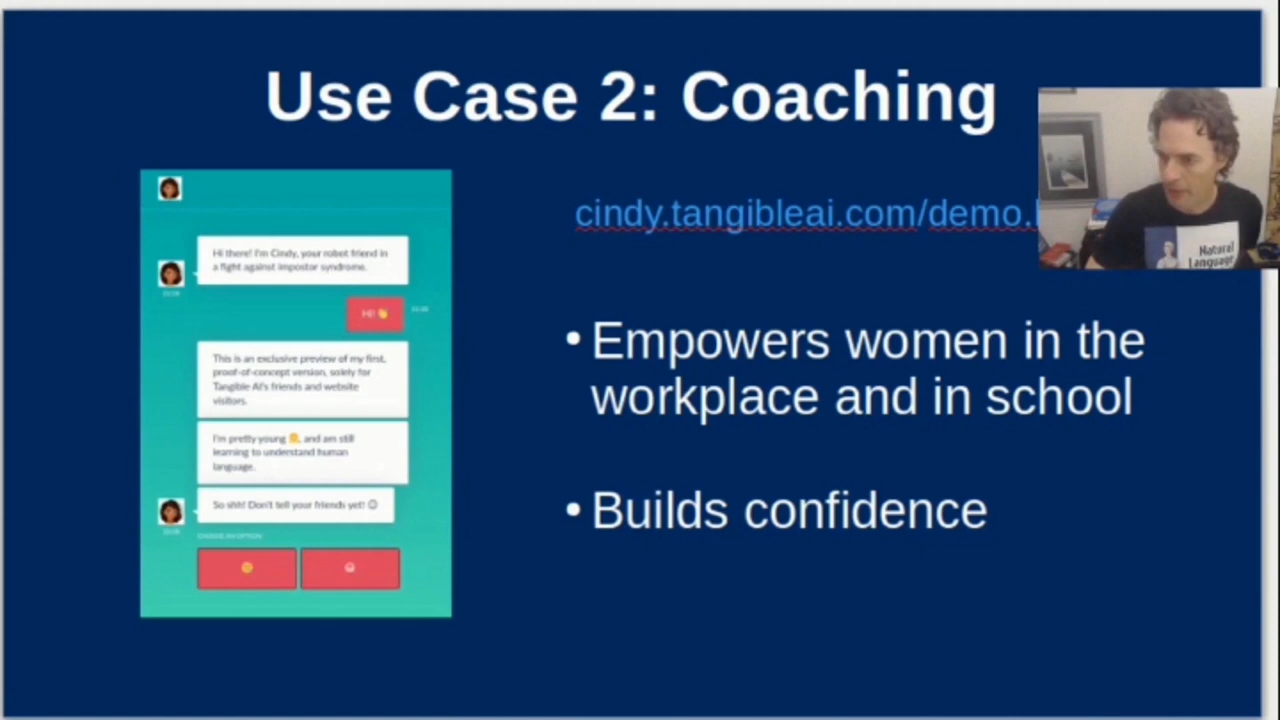 Use Case 2: Coaching
cindy.tangibleai.com/demo.
Natural
Language
Hi there! I'm Cindy, your robot friend in
a fight against impostor syndrome.
Hi! 👋
This is an exclusive preview of my first,
proof-of-concept version, solely for
Tangible AI's friends and website
visitors.
I'm pretty young 🤗, and am still
learning to understand human
language.
So shh! Don't tell your friends yet! 😉
CHOOSE AN OPTION
• Empowers women in the
workplace and in school
• Builds confidence